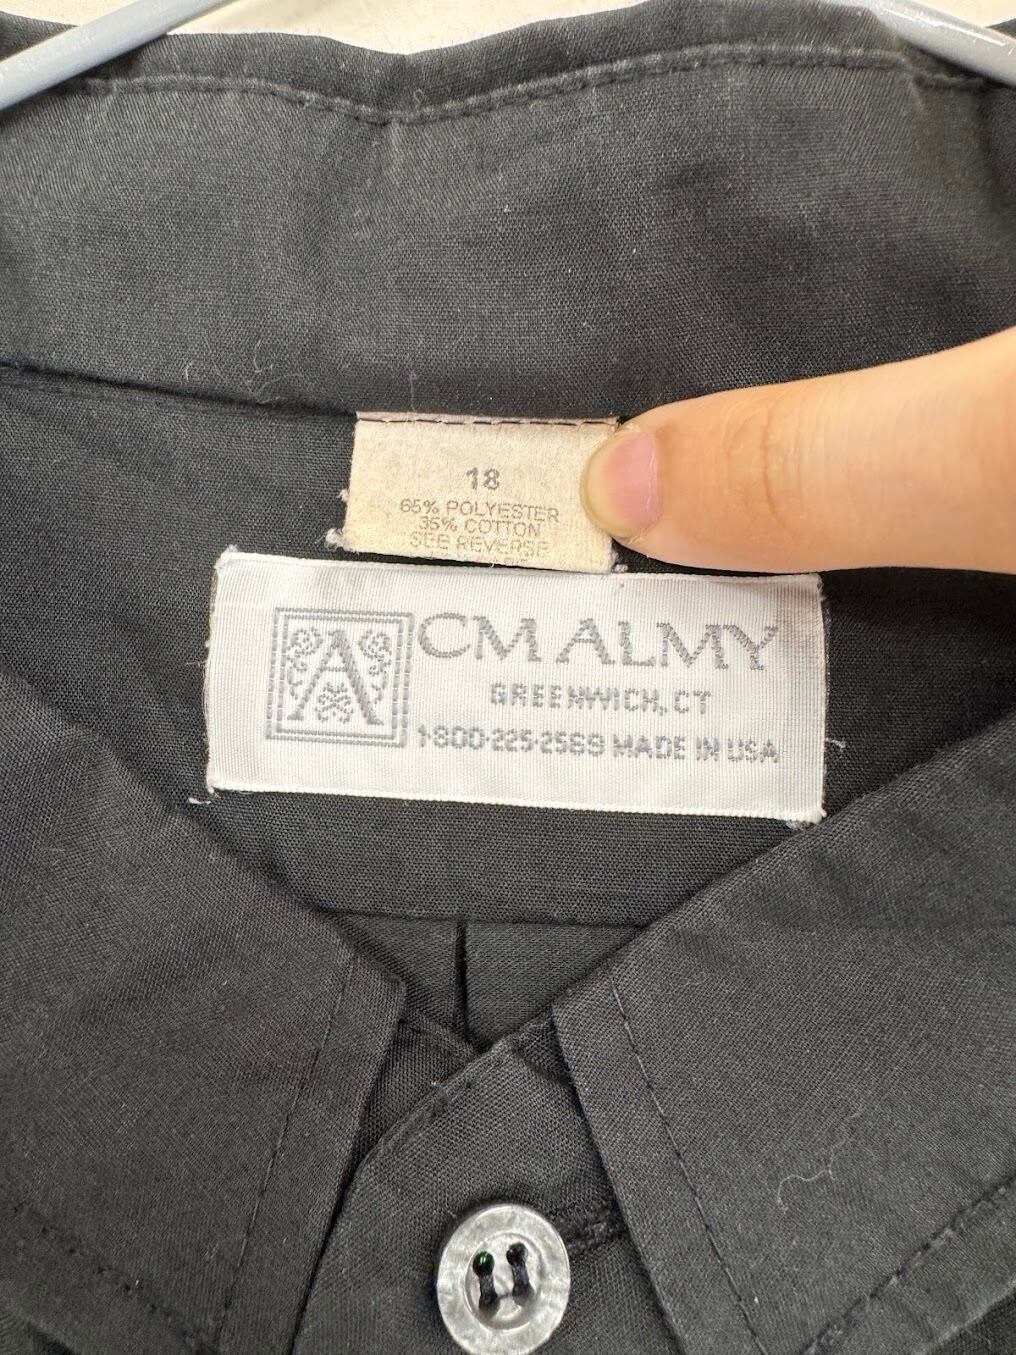 18
65% POLYESTER
35% COTTON
SEE REVERSE
A
CM ALMY
GREENWICH, CT
1-800-225-2569 MADE IN USA